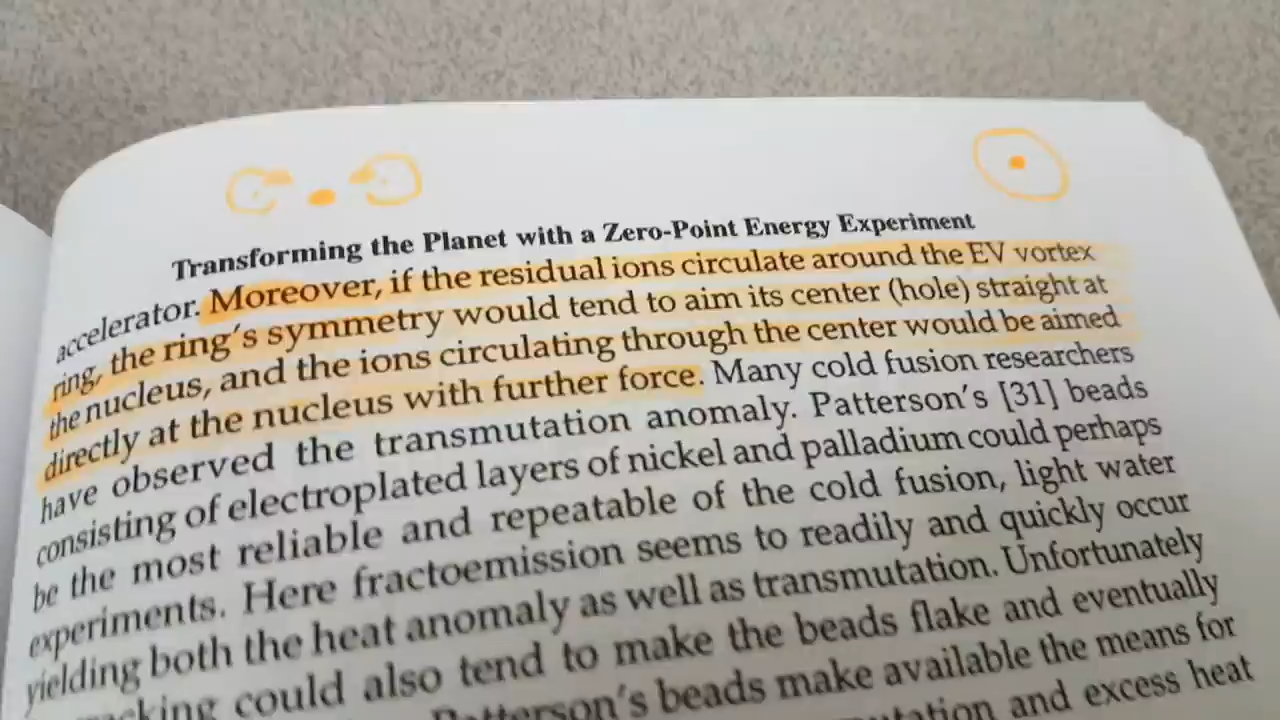 Transforming the Planet with a Zero-Point Energy Experiment
accelerator. Moreover, if the residual ions circulate around the EV vortex
ring, the ring's symmetry would tend to aim its center (hole) straight at
the nucleus, and the ions circulating through the center would be aimed
directly at the nucleus with further force. Many cold fusion researchers
have observed the transmutation anomaly. Patterson's [31] beads
consisting of electroplated layers of nickel and palladium could perhaps
be the most reliable and repeatable of the cold fusion, light water
experiments. Here fractoemission seems to readily and quickly occur
yielding both the heat anomaly as well as transmutation. Unfortunately
could also tend to make the beads flake and eventually
Patterson's beads make available the means for
and excess heat